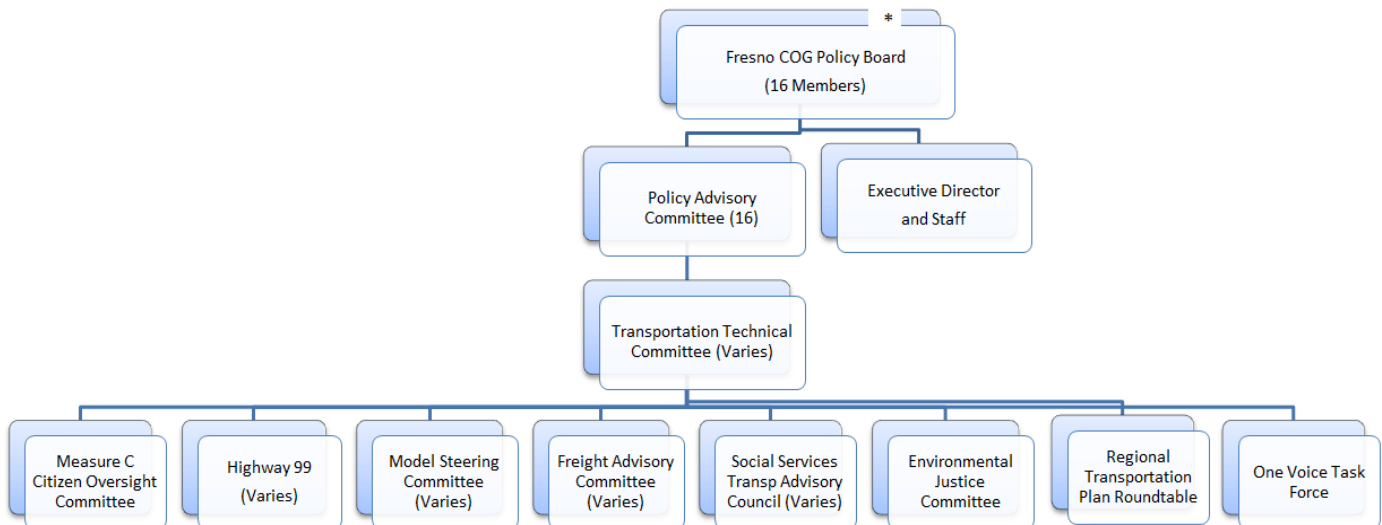 *
Fresno COG Policy Board
(16 Members)
Policy Advisory
Committee (16)
Executive Director
and Staff
Transportation Technical
Committee (Varies)
Measure C
Citizen Oversight
Committee
Highway 99
(Varies)
Model Steering
Committee
(Varies)
Freight Advisory
Committee
(Varies)
Social Services
Transp Advisory
Council (Varies)
Environmental
Justice
Committee
Regional
Transportation
Plan Roundtable
One Voice Task
Force